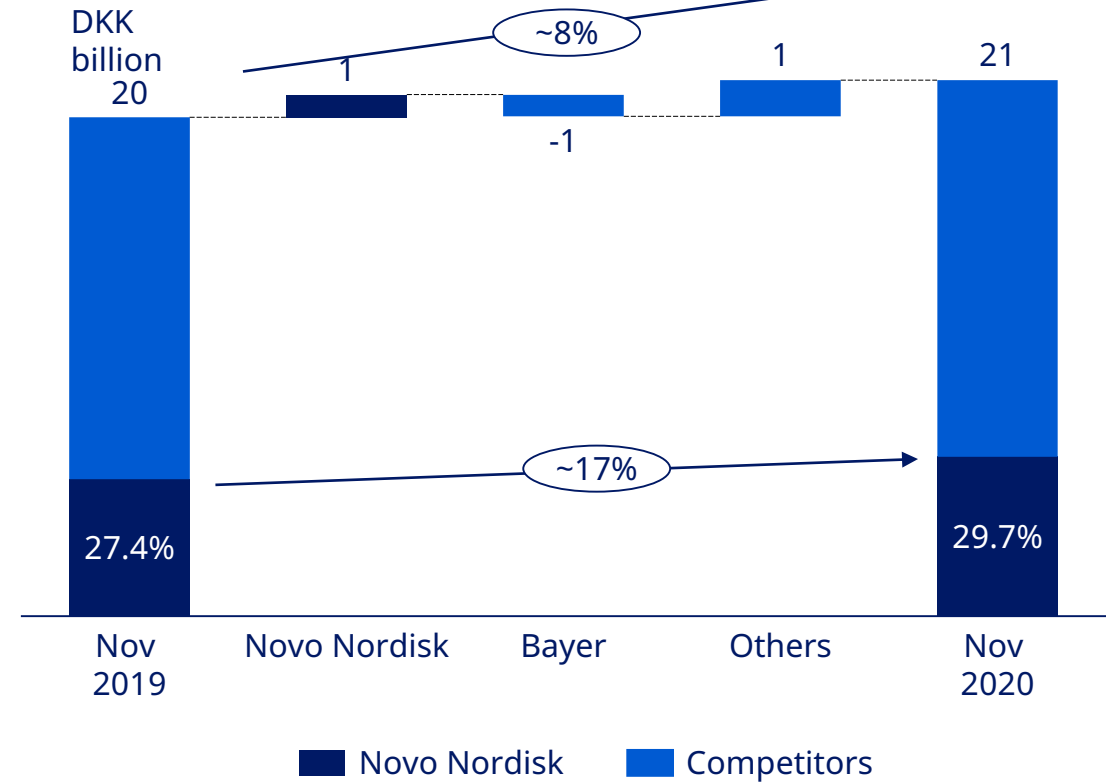 DKK
billion
~8%
20
1
-1
1
21
~17%
27.4%
29.7%
Nov
2019
Novo Nordisk
Bayer
Others
Nov
2020
Novo Nordisk
Competitors